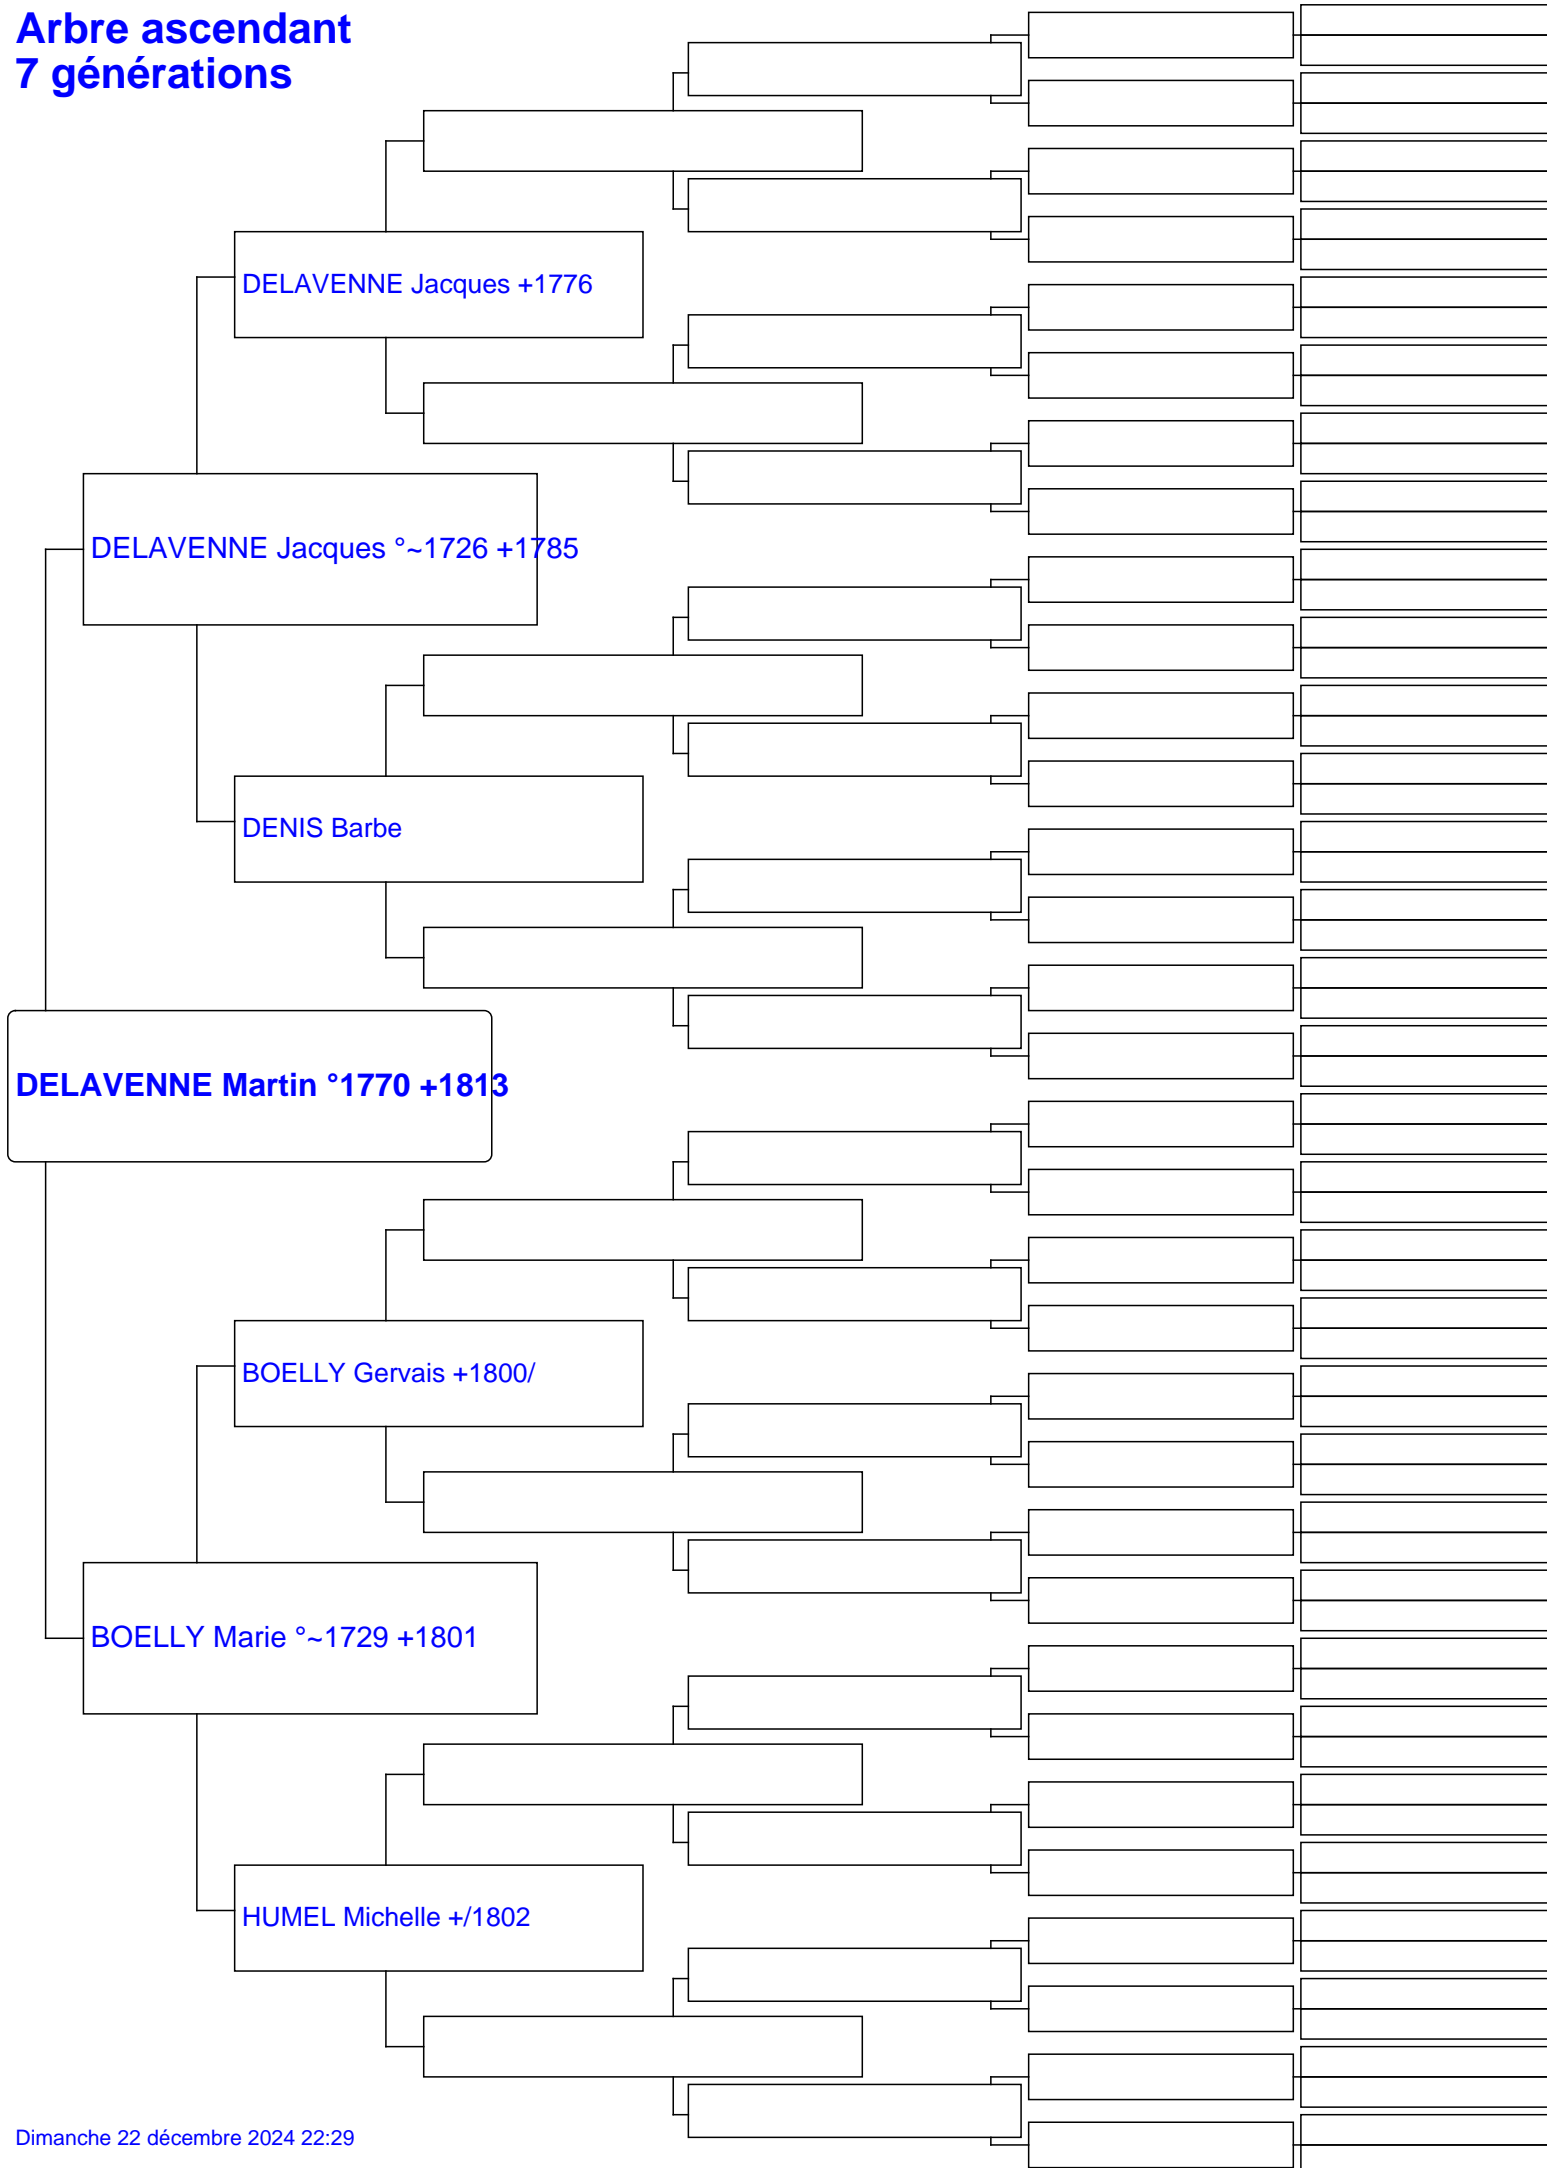 Arbre ascendant
7 générations
DELAVENNE Jacques +1776
DELAVENNE Jacques °~1726 +1785
DENIS Barbe
DELAVENNE Martin °1770 +1813
BOELLY Gervais +1800/
BOELLY Marie °~1729 +1801
HUMEL Michelle +/1802
Dimanche 22 décembre 2024 22:29